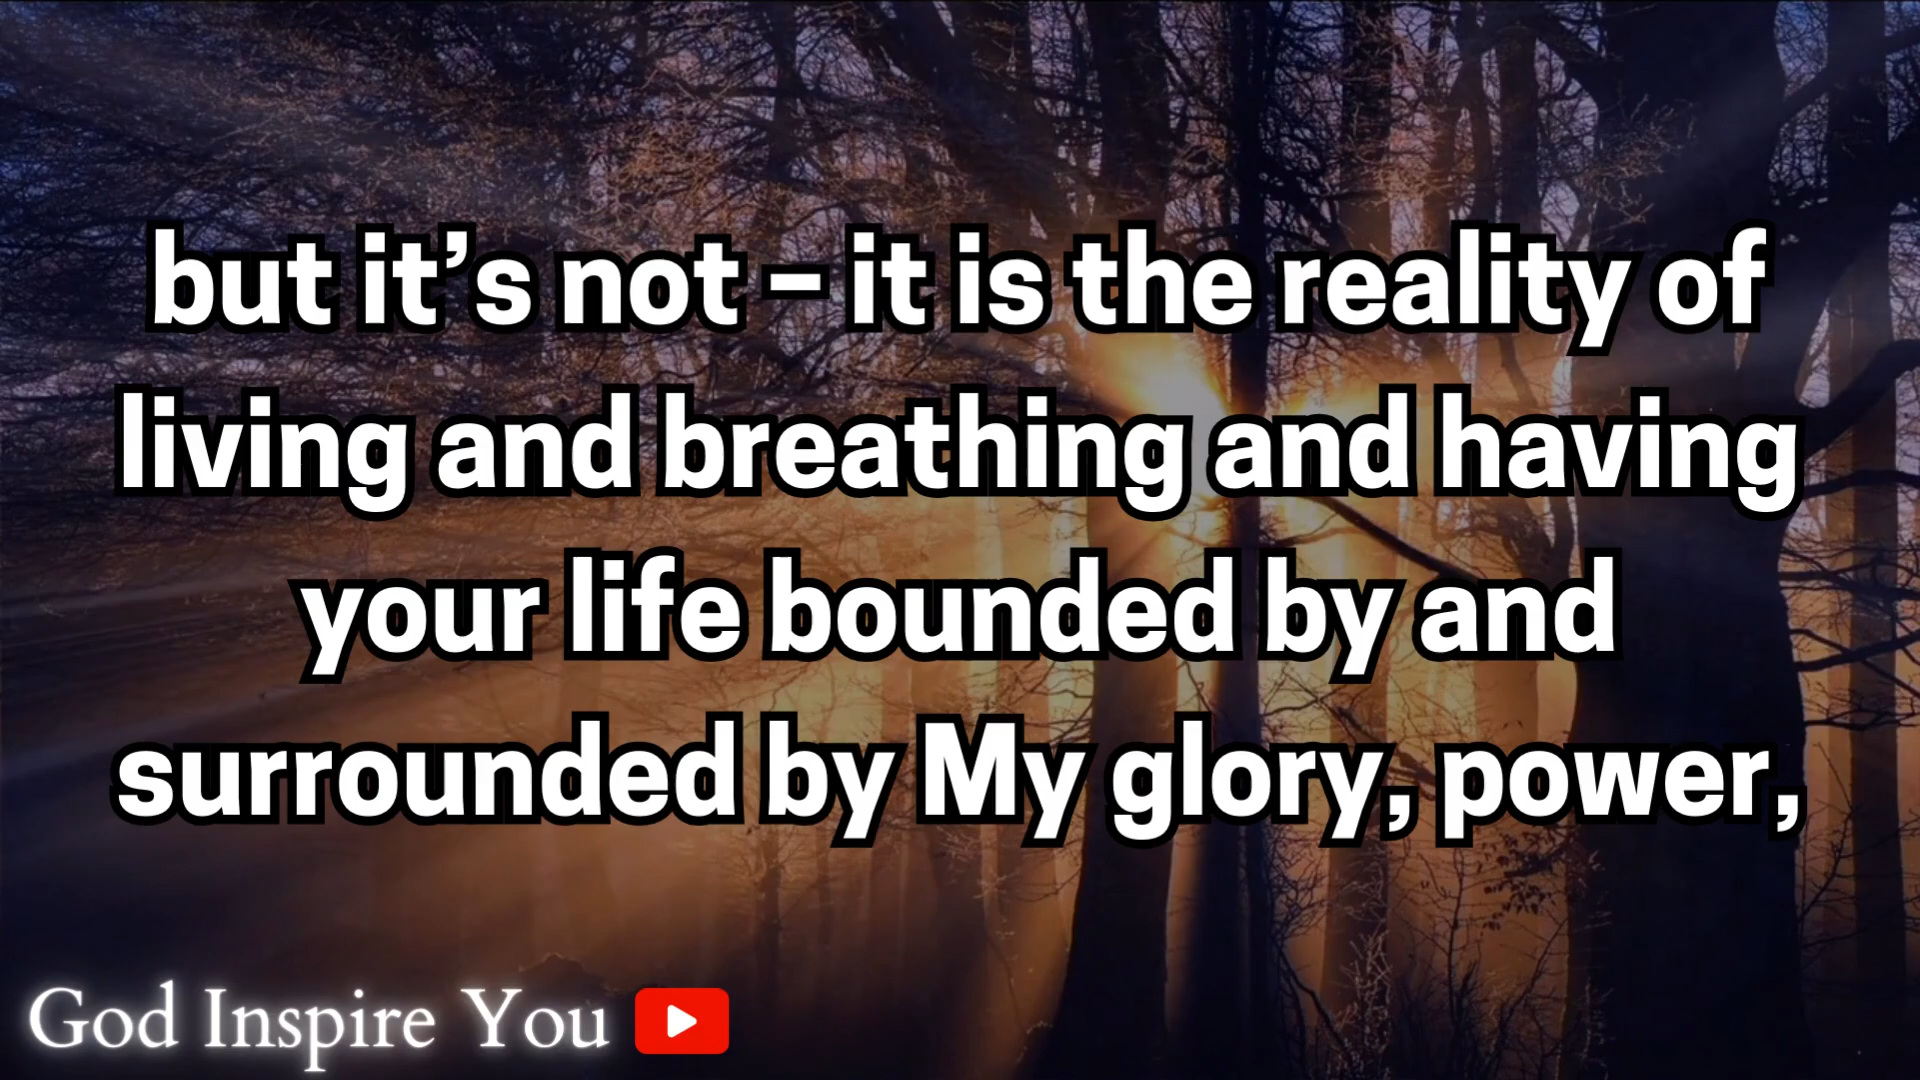 but it’s not – it is the reality of
living and breathing and having
your life bounded by and
surrounded by My glory, power,
God Inspire You